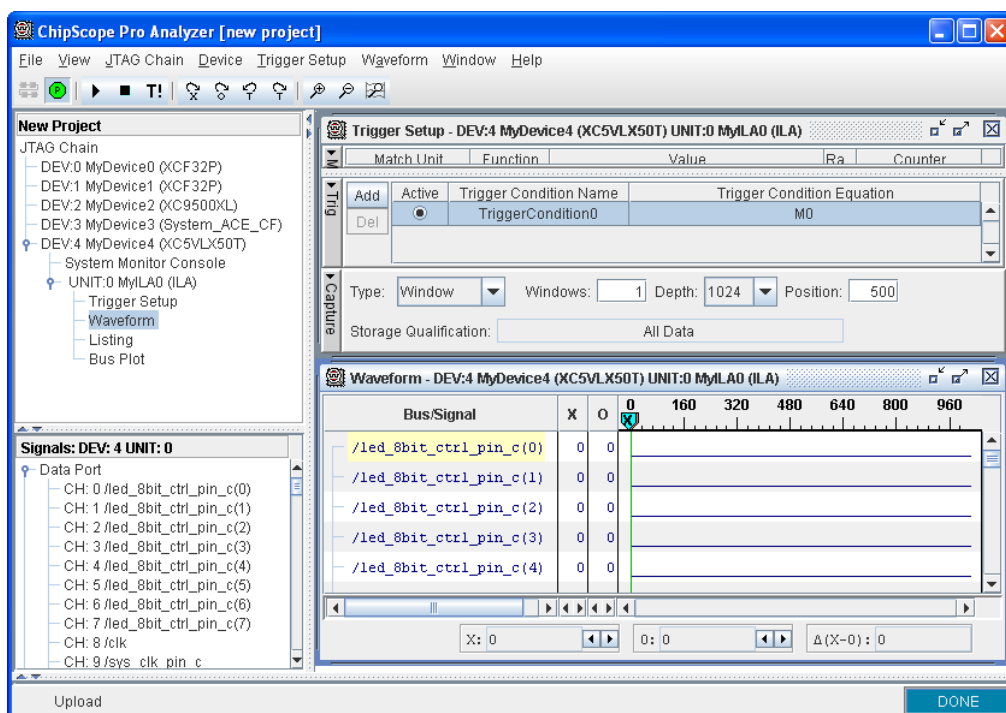 ChipScope Pro Analyzer [new project]
File View JTAG Chain Device Trigger Setup Waveform Window Help
P T!
New Project
JTAG Chain
DEV:0 MyDevice0 (XCF32P)
DEV:1 MyDevice1 (XCF32P)
DEV:2 MyDevice2 (XC9500XL)
DEV:3 MyDevice3 (System_ACE_CF)
DEV:4 MyDevice4 (XC5VLX50T)
System Monitor Console
UNIT:0 MyILA0 (ILA)
Trigger Setup
Waveform
Listing
Bus Plot
Signals: DEV: 4 UNIT: 0
Data Port
CH: 0 /led_8bit_ctrl_pin_c(0)
CH: 1 /led_8bit_ctrl_pin_c(1)
CH: 2 /led_8bit_ctrl_pin_c(2)
CH: 3 /led_8bit_ctrl_pin_c(3)
CH: 4 /led_8bit_ctrl_pin_c(4)
CH: 5 /led_8bit_ctrl_pin_c(5)
CH: 6 /led_8bit_ctrl_pin_c(6)
CH: 7 /led_8bit_ctrl_pin_c(7)
CH: 8 /clk
CH: 9 /sys_clk_pin_c
Trigger Setup - DEV:4 MyDevice4 (XC5VLX50T) UNIT:0 MyILA0 (ILA)
M Match Unit Function Value Ra Counter
Trig Add Active Trigger Condition Name Trigger Condition Equation
Del TriggerCondition0 M0
Capture
Type: Window Windows: 1 Depth: 1024 Position: 500
Storage Qualification: All Data
Waveform - DEV:4 MyDevice4 (XC5VLX50T) UNIT:0 MyILA0 (ILA)
Bus/Signal X O 0 160 320 480 640 800 960
X
/led_8bit_ctrl_pin_c(0) 0 0
/led_8bit_ctrl_pin_c(1) 0 0
/led_8bit_ctrl_pin_c(2) 0 0
/led_8bit_ctrl_pin_c(3) 0 0
/led_8bit_ctrl_pin_c(4) 0 0
X: 0 O: 0 Δ(X-O): 0
Upload DONE